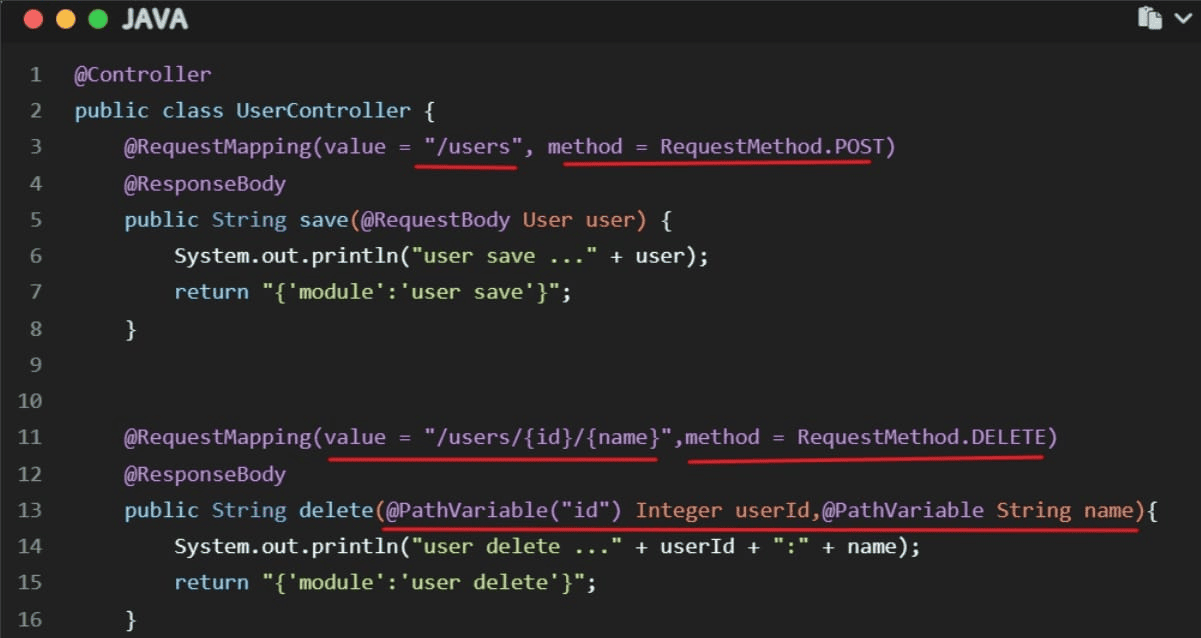 JAVA
1 @Controller
2 public class UserController {
3 @RequestMapping(value = "/users", method = RequestMethod.POST)
4 @ResponseBody
5 public String save(@RequestBody User user) {
6 System.out.println("user save ..." + user);
7 return "{'module':'user save'}";
8 }
9
10
11 @RequestMapping(value = "/users/{id}/{name}",method = RequestMethod.DELETE)
12 @ResponseBody
13 public String delete(@PathVariable("id") Integer userId,@PathVariable String name){
14 System.out.println("user delete ..." + userId + ":" + name);
15 return "{'module':'user delete'}";
16 }